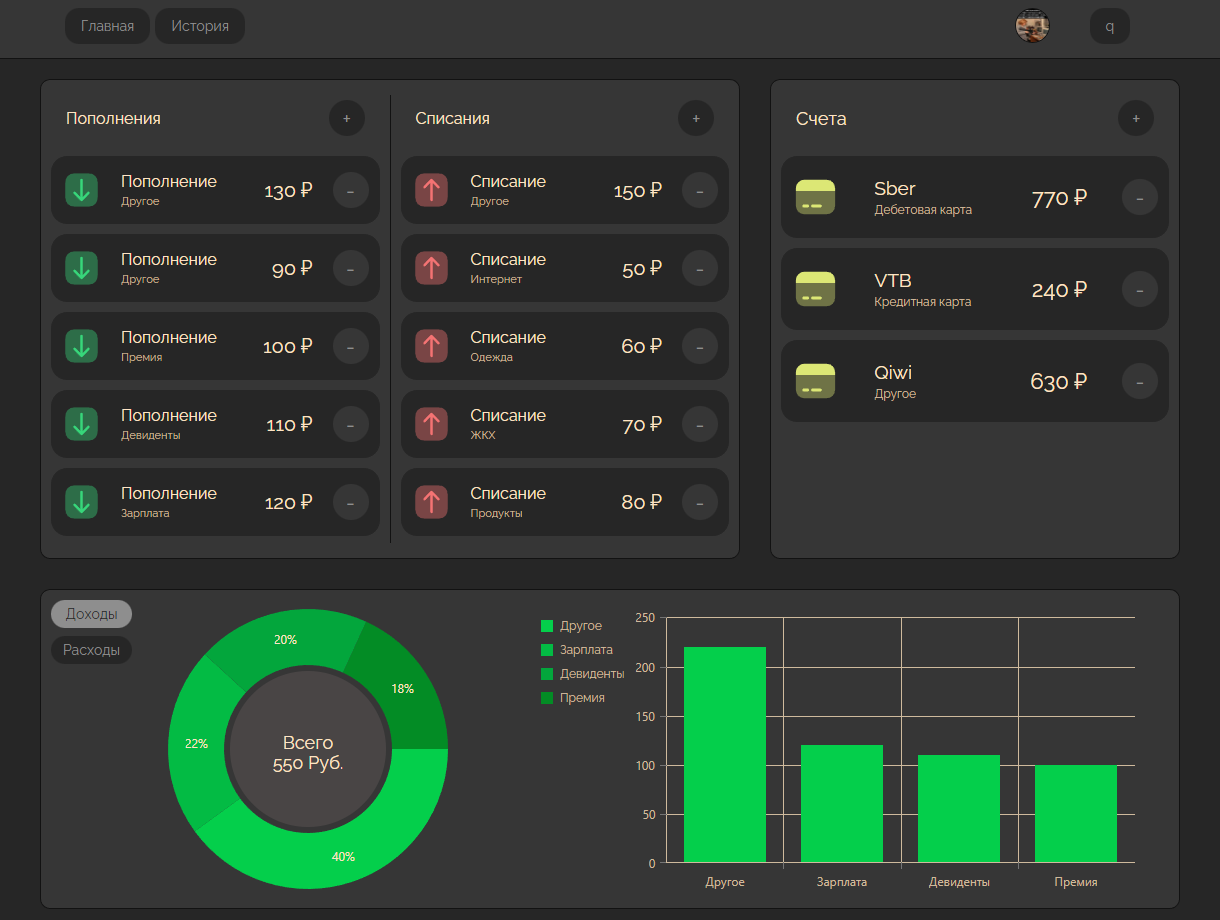 Главная
История
q
Пополнения
+
Пополнение
Другое
130 ₽
-
Пополнение
Другое
90 ₽
-
Пополнение
Премия
100 ₽
-
Пополнение
Девиденты
110 ₽
-
Пополнение
Зарплата
120 ₽
-
Списания
+
Списание
Другое
150 ₽
-
Списание
Интернет
50 ₽
-
Списание
Одежда
60 ₽
-
Списание
ЖКХ
70 ₽
-
Списание
Продукты
80 ₽
-
Счета
+
Sber
Дебетовая карта
770 ₽
-
VTB
Кредитная карта
240 ₽
-
Qiwi
Другое
630 ₽
-
Доходы
Расходы
20%
18%
22%
40%
Всего
550 Руб.
Другое
Зарплата
Девиденты
Премия
250
200
150
100
50
0
Другое
Зарплата
Девиденты
Премия